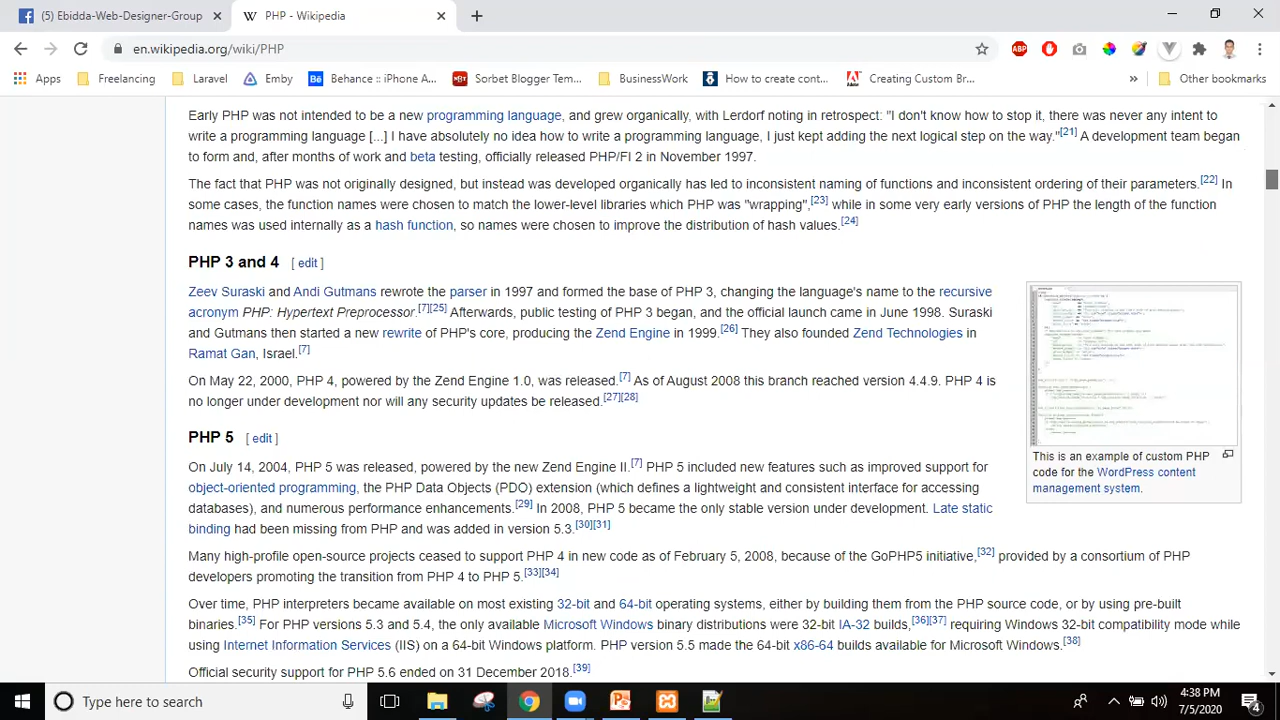 (5) Ebidda-Web-Designer-Group
PHP - Wikipedia
en.wikipedia.org/wiki/PHP
ABP
Apps
Freelancing
Laravel
Emby
Bē
Behance :: iPhone A...
Sorbet Blogger Tem...
BusinessWork
How to create cont...
Creating Custom Br...
Other bookmarks
Early PHP was not intended to be a new programming language, and grew organically, with Lerdorf noting in retrospect: "I don't know how to stop it, there was never any intent to
write a programming language [...] I have absolutely no idea how to write a programming language, I just kept adding the next logical step on the way."[21] A development team began
to form and, after months of work and beta testing, officially released PHP/FI 2 in November 1997.
The fact that PHP was not originally designed, but instead was developed organically has led to inconsistent naming of functions and inconsistent ordering of their parameters.[22] In
some cases, the function names were chosen to match the lower-level libraries which PHP was "wrapping",[23] while in some very early versions of PHP the length of the function
names was used internally as a hash function, so names were chosen to improve the distribution of hash values.[24]
PHP 3 and 4 [ edit ]
Zeev Suraski and Andi Gutmans the parser in 1997 and formed the of PHP 3, the language's name to the recursive
PHP: Hypertext [7][25] Afterwards, public testing of PHP 3 and the official in June 1998. Suraski
and Gutmans then started a new of PHP's core, producing the Zend Engine in 1999. They also founded Zend Technologies in
Ramat Gan, Israel.[7]
On May 22, 2000, PHP 4, powered by the Zend Engine 1.0, was released.[7] As of August 2008 this version 4.4.9. PHP 4 is
no longer under development nor will any security updates be released.
PHP 5 [ edit ]
On July 14, 2004, PHP 5 was released, powered by the new Zend Engine II.[7] PHP 5 included new features such as improved support for
object-oriented programming, the PHP Data Objects (PDO) extension (which defines a lightweight and consistent interface for accessing
databases), and numerous performance enhancements.[29] In 2008, PHP 5 became the only stable version under development. Late static
binding had been missing from PHP and was added in version 5.3.[30][31]
This is an example of custom PHP
code for the WordPress content
management system.
Many high-profile open-source projects ceased to support PHP 4 in new code as of February 5, 2008, because of the GoPHP5 initiative,[32] provided by a consortium of PHP
developers promoting the transition from PHP 4 to PHP 5.[33][34]
Over time, PHP interpreters became available on most existing 32-bit and 64-bit operating systems, either by building them from the PHP source code, or by using pre-built
binaries.[35] For PHP versions 5.3 and 5.4, the only available Microsoft Windows binary distributions were 32-bit IA-32 builds,[36][37] requiring Windows 32-bit compatibility mode while
using Internet Information Services (IIS) on a 64-bit Windows platform. PHP version 5.5 made the 64-bit x86-64 builds available for Microsoft Windows.[38]
Official security support for PHP 5.6 ended on 31 December 2018.[39]
Type here to search
4:38 PM
7/5/2020
4